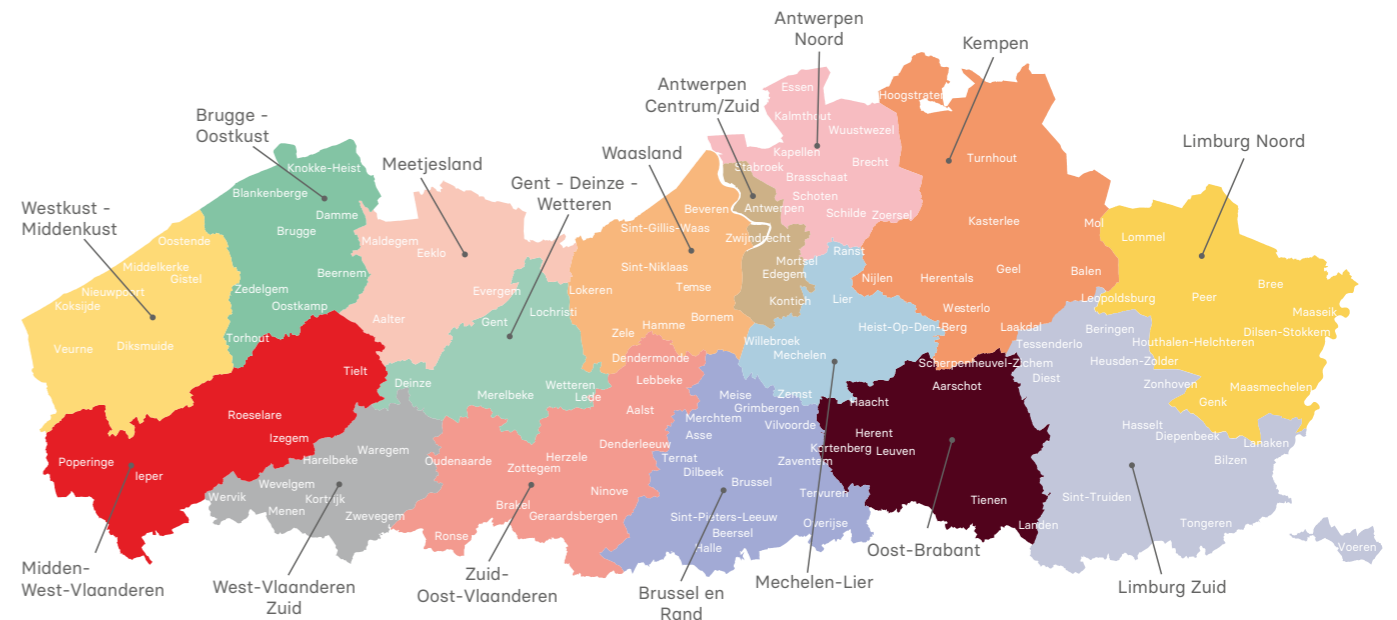 Antwerpen
Noord
Kempen
Antwerpen
Centrum/Zuid
Brugge -
Oostkust
Meetjesland
Waasland
Limburg Noord
Gent - Deinze -
Wetteren
Westkust -
Middenkust
Essen
Hoogstraten
Kalmthout
Wuustwezel
Kapellen
Brecht
Turnhout
Stabroek
Brasschaat
Schoten
Schilde
Zoersel
Knokke-Heist
Blankenberge
Damme
Brugge
Beernem
Zedelgem
Oostkamp
Torhout
Oostende
Middelkerke
Gistel
Nieuwpoort
Koksijde
Veurne
Diksmuide
Maldegem
Eeklo
Evergem
Aalter
Gent
Lochristi
Deinze
Merelbeke
Wetteren
Lede
Beveren
Sint-Gillis-Waas
Sint-Niklaas
Temse
Lokeren
Hamme
Bornem
Zele
Antwerpen
Zwijndrecht
Mortsel
Edegem
Kontich
Ranst
Lier
Nijlen
Heist-Op-Den-Berg
Willebroek
Mechelen
Kasterlee
Mol
Herentals
Geel
Balen
Westerlo
Laakdal
Lommel
Leopoldsburg
Peer
Bree
Maaseik
Dilsen-Stokkem
Houthalen-Helchteren
Maasmechelen
Genk
Beringen
Tessenderlo
Heusden-Zolder
Zonhoven
Diest
Hasselt
Diepenbeek
Lanaken
Bilzen
Sint-Truiden
Tongeren
Landen
Voeren
Scherpenheuvel-Zichem
Aarschot
Haacht
Herent
Kortenberg
Leuven
Tienen
Zemst
Meise
Grimbergen
Merchtem
Vilvoorde
Asse
Ternat
Dilbeek
Zaventem
Brussel
Tervuren
Sint-Pieters-Leeuw
Overijse
Beersel
Halle
Dendermonde
Lebbeke
Aalst
Denderleeuw
Herzele
Zottegem
Oudenaarde
Ninove
Brakel
Geraardsbergen
Ronse
Tielt
Roeselare
Izegem
Poperinge
Ieper
Waregem
Harelbeke
Wevelgem
Kortrijk
Wervik
Menen
Zwevegem
Midden-
West-Vlaanderen
West-Vlaanderen
Zuid
Zuid-
Oost-Vlaanderen
Brussel en
Rand
Mechelen-Lier
Oost-Brabant
Limburg Zuid